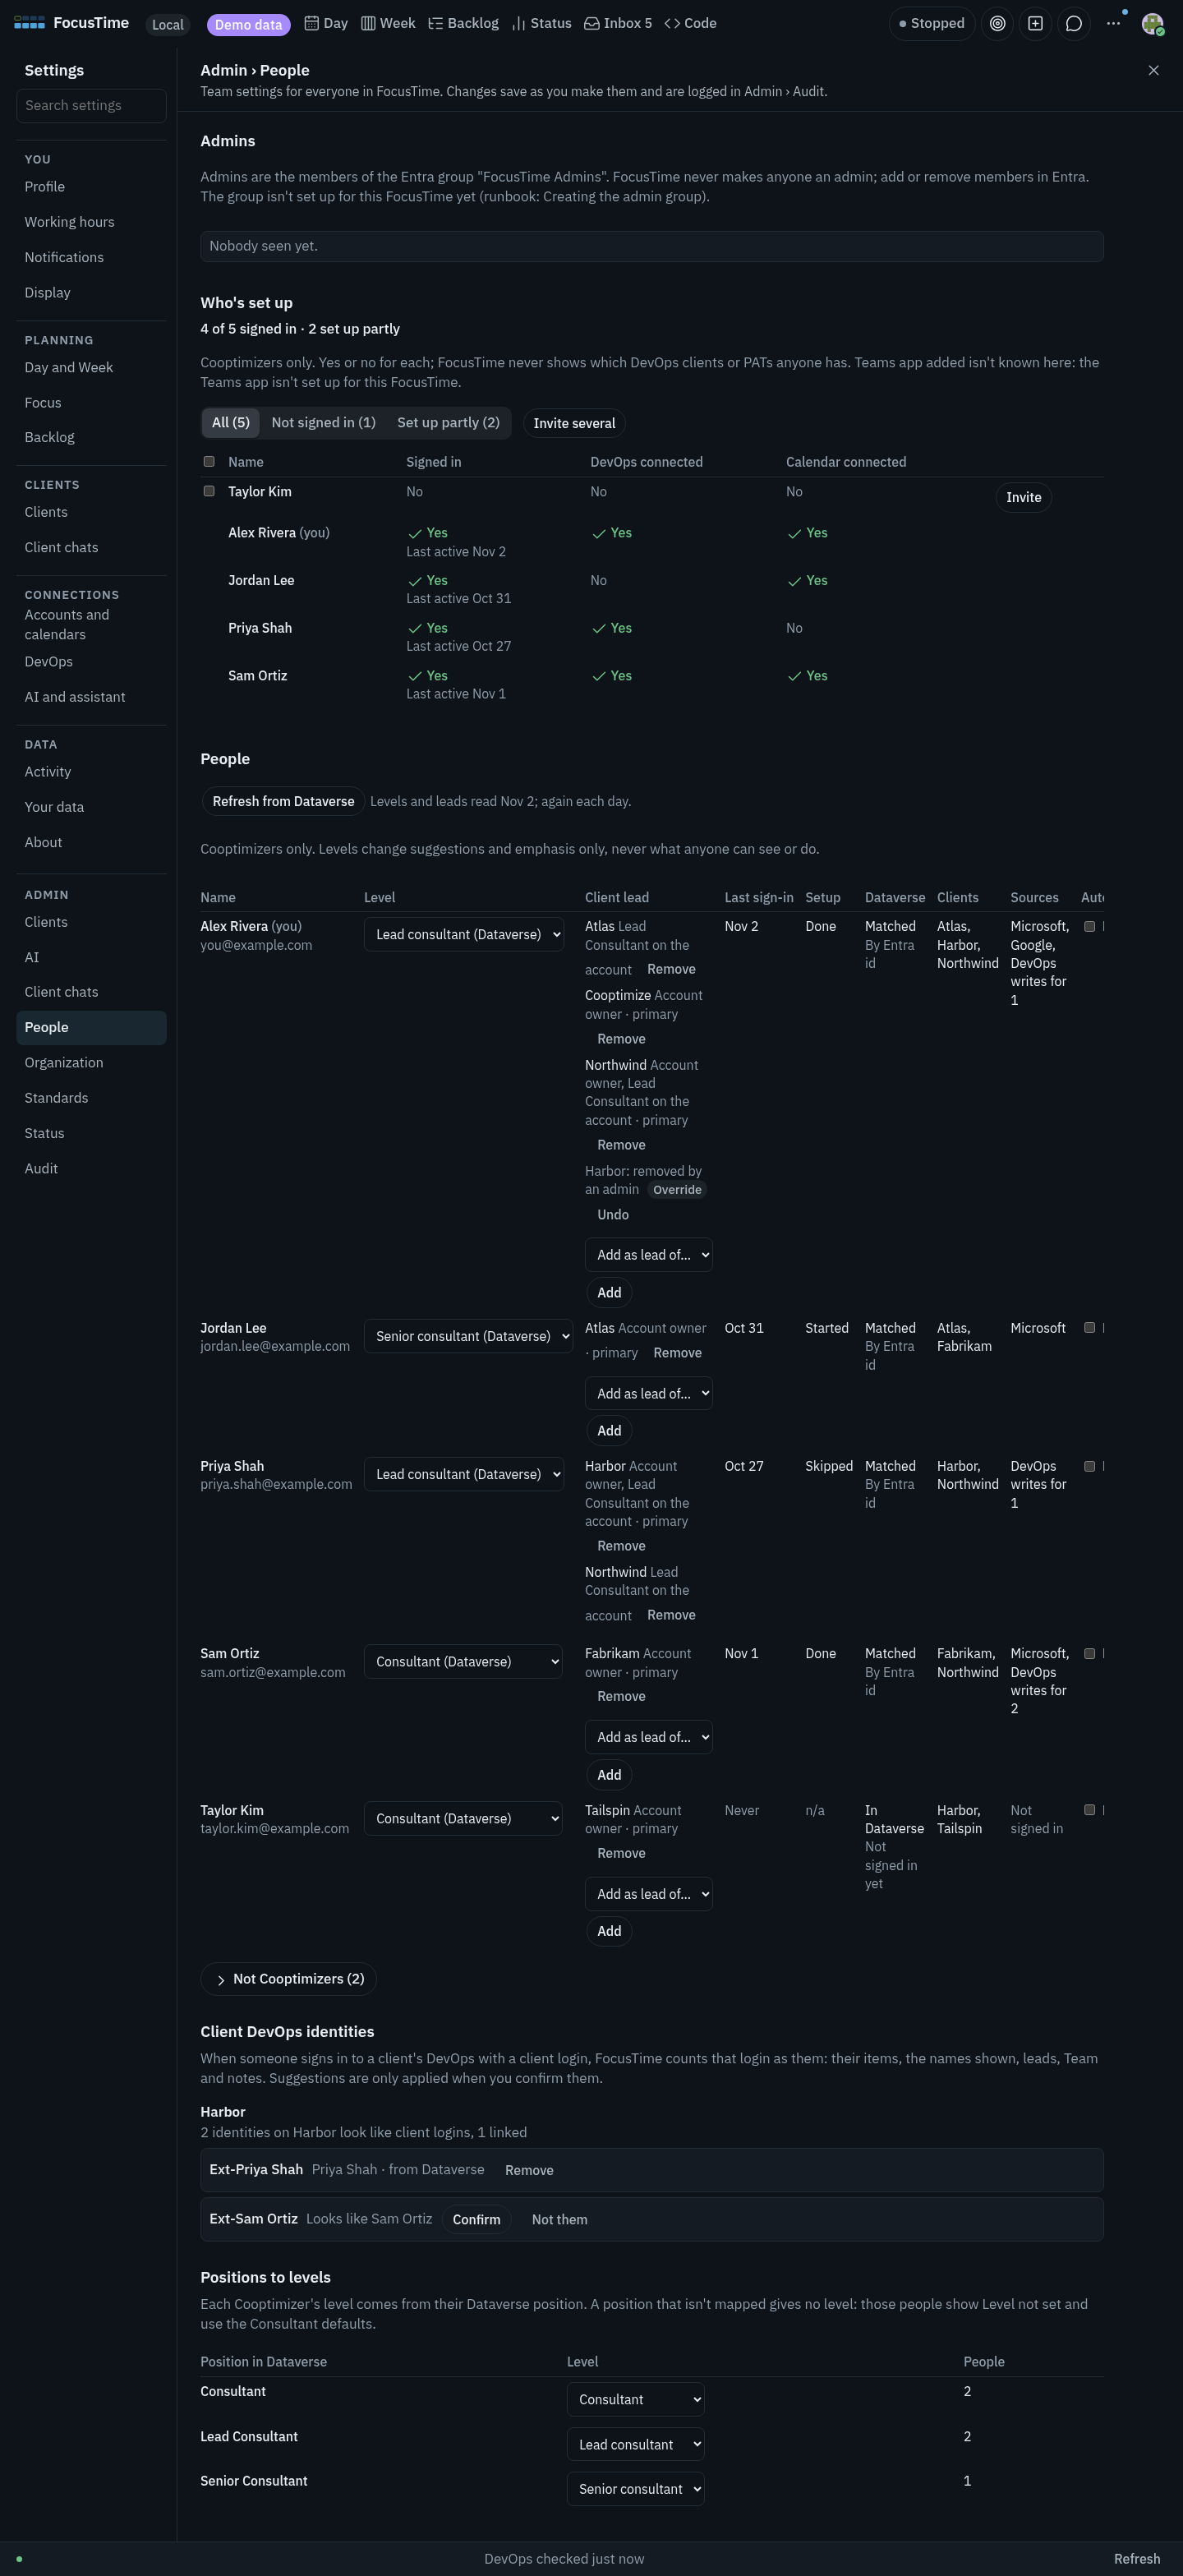 FocusTime Local Demo data Day Week Backlog Status Inbox 5 Code Stopped
Settings
Search settings
YOU
Profile
Working hours
Notifications
Display
PLANNING
Day and Week
Focus
Backlog
CLIENTS
Clients
Client chats
CONNECTIONS
Accounts and
calendars
DevOps
AI and assistant
DATA
Activity
Your data
About
ADMIN
Clients
AI
Client chats
People
Organization
Standards
Status
Audit
Admin › People
Team settings for everyone in FocusTime. Changes save as you make them and are logged in Admin › Audit.
Admins
Admins are the members of the Entra group "FocusTime Admins". FocusTime never makes anyone an admin; add or remove members in Entra.
The group isn't set up for this FocusTime yet (runbook: Creating the admin group).
Nobody seen yet.
Who's set up
4 of 5 signed in · 2 set up partly
Cooptimizers only. Yes or no for each; FocusTime never shows which DevOps clients or PATs anyone has. Teams app added isn't known here: the
Teams app isn't set up for this FocusTime.
All (5) Not signed in (1) Set up partly (2) Invite several
Name Signed in DevOps connected Calendar connected
Taylor Kim No No No Invite
Alex Rivera (you) Yes Yes Yes
Last active Nov 2
Jordan Lee Yes No Yes
Last active Oct 31
Priya Shah Yes Yes No
Last active Oct 27
Sam Ortiz Yes Yes Yes
Last active Nov 1
People
Refresh from Dataverse Levels and leads read Nov 2; again each day.
Cooptimizers only. Levels change suggestions and emphasis only, never what anyone can see or do.
Name Level Client lead Last sign-in Setup Dataverse Clients Sources
Alex Rivera (you)
you@example.com
Lead consultant (Dataverse)
Atlas Lead
Consultant on the
account Remove
Cooptimize Account
owner · primary
Remove
Northwind Account
owner, Lead
Consultant on the
account · primary
Remove
Harbor: removed by
an admin Override
Undo
Add as lead of...
Add
Nov 2
Done
Matched
By Entra
id
Atlas,
Harbor,
Northwind
Microsoft,
Google,
DevOps
writes for
1
Jordan Lee
jordan.lee@example.com
Senior consultant (Dataverse)
Atlas Account owner
· primary Remove
Add as lead of...
Add
Oct 31
Started
Matched
By Entra
id
Atlas,
Fabrikam
Microsoft
Priya Shah
priya.shah@example.com
Lead consultant (Dataverse)
Harbor Account
owner, Lead
Consultant on the
account · primary
Remove
Northwind Lead
Consultant on the
account Remove
Oct 27
Skipped
Matched
By Entra
id
Harbor,
Northwind
DevOps
writes for
1
Sam Ortiz
sam.ortiz@example.com
Consultant (Dataverse)
Fabrikam Account
owner · primary
Remove
Add as lead of...
Add
Nov 1
Done
Matched
By Entra
id
Fabrikam,
Northwind
Microsoft,
DevOps
writes for
2
Taylor Kim
taylor.kim@example.com
Consultant (Dataverse)
Tailspin Account
owner · primary
Remove
Add as lead of...
Add
Never
n/a
In
Dataverse
Not
signed in
yet
Harbor,
Tailspin
Not
signed in
Not Cooptimizers (2)
Client DevOps identities
When someone signs in to a client's DevOps with a client login, FocusTime counts that login as them: their items, the names shown, leads, Team
and notes. Suggestions are only applied when you confirm them.
Harbor
2 identities on Harbor look like client logins, 1 linked
Ext-Priya Shah Priya Shah · from Dataverse Remove
Ext-Sam Ortiz Looks like Sam Ortiz Confirm Not them
Positions to levels
Each Cooptimizer's level comes from their Dataverse position. A position that isn't mapped gives no level: those people show Level not set and
use the Consultant defaults.
Position in Dataverse Level People
Consultant Consultant 2
Lead Consultant Lead consultant 2
Senior Consultant Senior consultant 1
DevOps checked just now Refresh